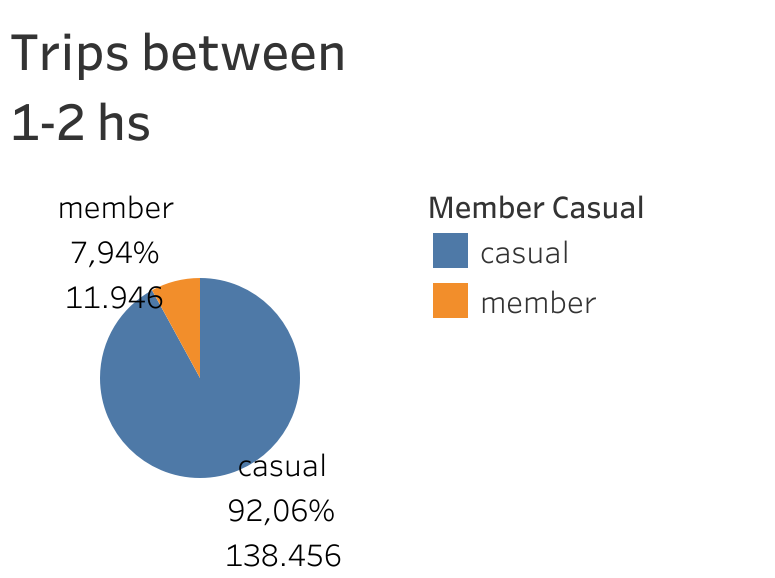 Trips between
1-2 hs
member
7,94%
11.946
Member Casual
casual
member
casual
92,06%
138.456